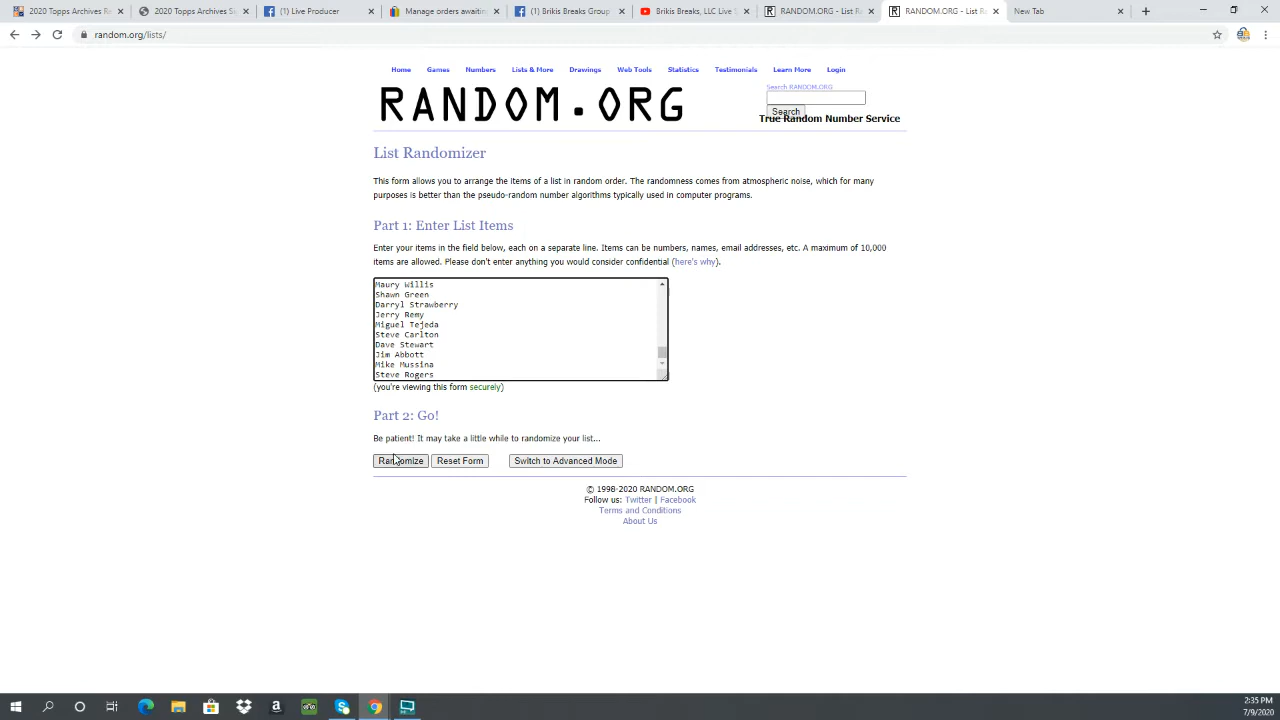 2020 Topps Archives R
2020 Topps Archives Si
(1) Live Producer
Manage orders waiting
(1) Brikis Breaks Group
Brikis Breaks, LLC Live S
RANDOM.ORG - List Ra
RANDOM.ORG - List R
New Tab
random.org/lists/
Home Games Numbers Lists & More Drawings Web Tools Statistics Testimonials Learn More Login
RANDOM.ORG
Search RANDOM.ORG
Search
True Random Number Service
List Randomizer
This form allows you to arrange the items of a list in random order. The randomness comes from atmospheric noise, which for many
purposes is better than the pseudo-random number algorithms typically used in computer programs.
Part 1: Enter List Items
Enter your items in the field below, each on a separate line. Items can be numbers, names, email addresses, etc. A maximum of 10,000
items are allowed. Please don't enter anything you would consider confidential (here's why).
Maury Willis
Shawn Green
Darryl Strawberry
Jerry Remy
Miguel Tejeda
Steve Carlton
Dave Stewart
Jim Abbott
Mike Mussina
Steve Rogers
(you're viewing this form securely)
Part 2: Go!
Be patient! It may take a little while to randomize your list...
Randomize Reset Form Switch to Advanced Mode
© 1998-2020 RANDOM.ORG
Follow us: Twitter | Facebook
Terms and Conditions
About Us
2:35 PM
7/9/2020